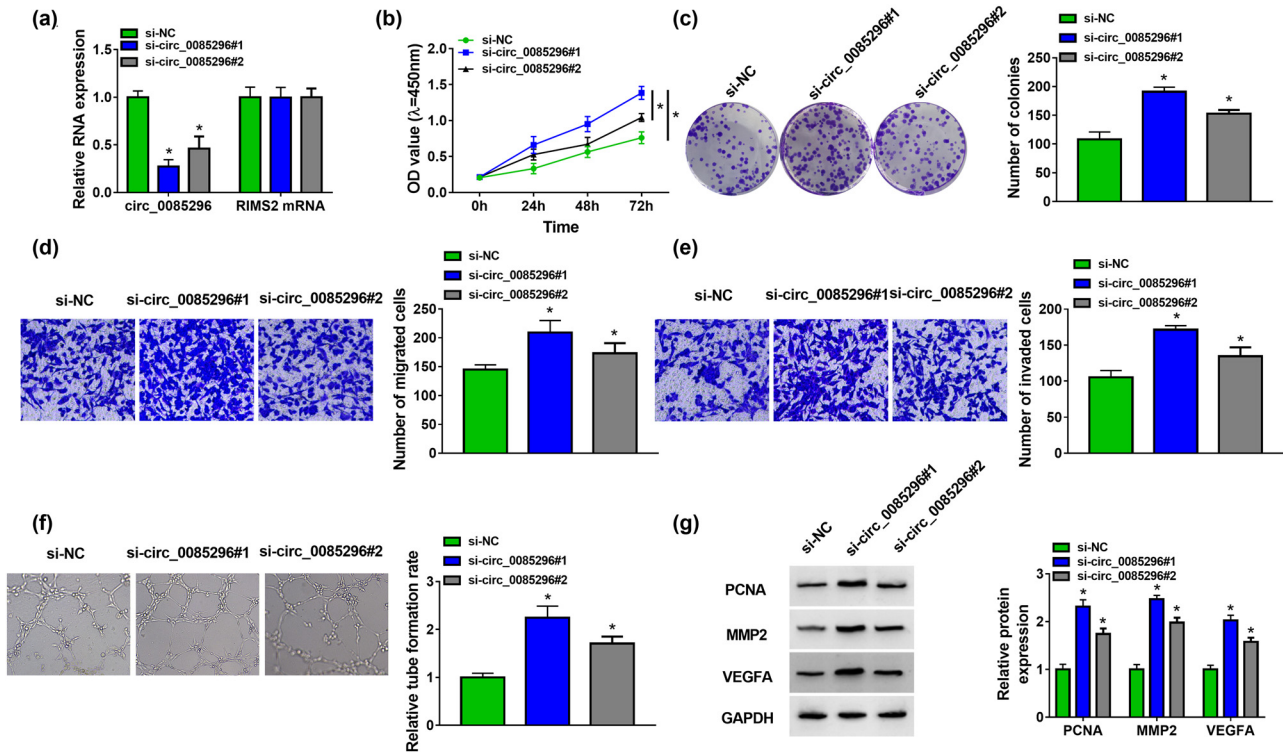 (a)
si-NC
si-circ_0085296#1
si-circ_0085296#2
Relative RNA expression
1.5
1.0
0.5
0.0
circ_0085296
RIMS2 mRNA
*
*
(b)
si-NC
si-circ_0085296#1
si-circ_0085296#2
OD value (λ=450nm)
2.0
1.5
1.0
0.5
0.0
0h
24h
48h
72h
Time
*
*
(c)
si-NC
si-circ_0085296#1
si-circ_0085296#2
si-NC
si-circ_0085296#1
si-circ_0085296#2
Number of colonies
250
200
150
100
50
0
*
*
(d)
si-NC
si-circ_0085296#1
si-circ_0085296#2
si-NC
si-circ_0085296#1
si-circ_0085296#2
Number of migrated cells
250
200
150
100
50
0
*
*
(e)
si-NC
si-circ_0085296#1
si-circ_0085296#2
si-NC
si-circ_0085296#1
si-circ_0085296#2
Number of invaded cells
200
150
100
50
0
*
*
(f)
si-NC
si-circ_0085296#1
si-circ_0085296#2
si-NC
si-circ_0085296#1
si-circ_0085296#2
Relative tube formation rate
3
2
1
0
*
*
(g)
si-NC
si-circ_0085296#1
si-circ_0085296#2
PCNA
MMP2
VEGFA
GAPDH
si-NC
si-circ_0085296#1
si-circ_0085296#2
Relative protein
expression
3
2
1
0
*
*
*
*
*
*
PCNA
MMP2
VEGFA